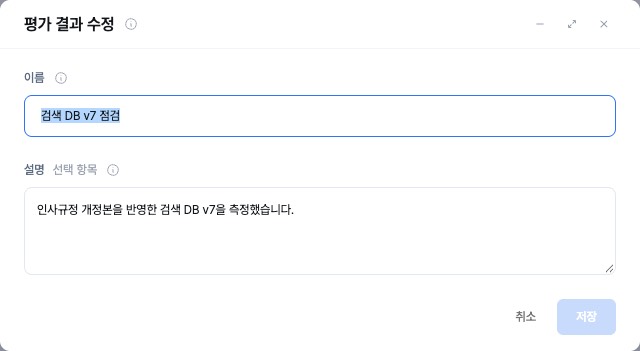 평가 결과 수정
이름
검색 DB v7 점검
설명 선택 항목
인사규정 개정본을 반영한 검색 DB v7을 측정했습니다.
취소 저장